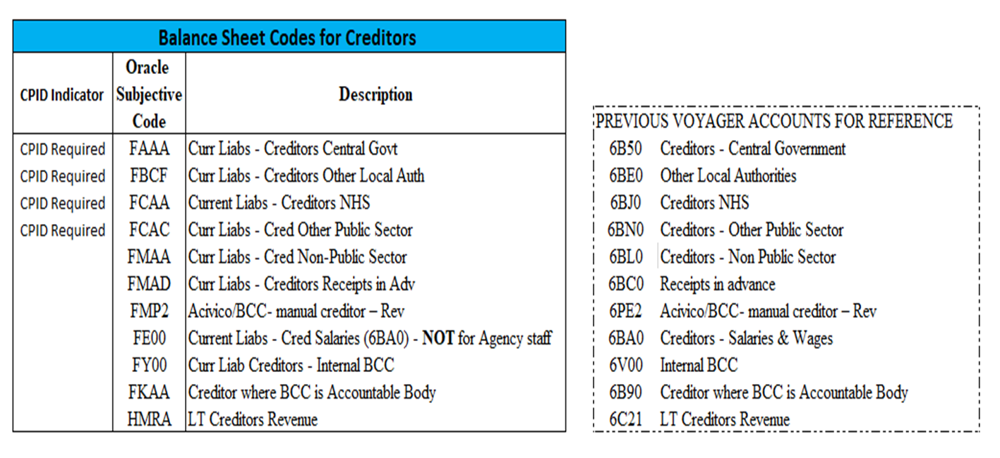 Balance Sheet Codes for Creditors
CPID Indicator Oracle Subjective Code Description
CPID Required FAAA Curr Liabs - Creditors Central Govt
CPID Required FBCF Curr Liabs - Creditors Other Local Auth
CPID Required FCAA Current Liabs - Creditors NHS
CPID Required FCAC Curr Liabs - Cred Other Public Sector
FMAA Curr Liabs - Cred Non-Public Sector
FMAD Curr Liabs - Creditors Receipts in Adv
FMP2 Acivico/BCC- manual creditor – Rev
FE00 Current Liabs - Cred Salaries (6BA0) - NOT for Agency staff
FY00 Curr Liab Creditors - Internal BCC
FKAA Creditor where BCC is Accountable Body
HMRA LT Creditors Revenue
PREVIOUS VOYAGER ACCOUNTS FOR REFERENCE
6B50 Creditors - Central Government
6BE0 Other Local Authorities
6BJ0 Creditors NHS
6BN0 Creditors - Other Public Sector
6BL0 Creditors - Non Public Sector
6BC0 Receipts in advance
6PE2 Acivico/BCC- manual creditor – Rev
6BA0 Creditors - Salaries & Wages
6V00 Internal BCC
6B90 Creditor where BCC is Accountable Body
6C21 LT Creditors Revenue